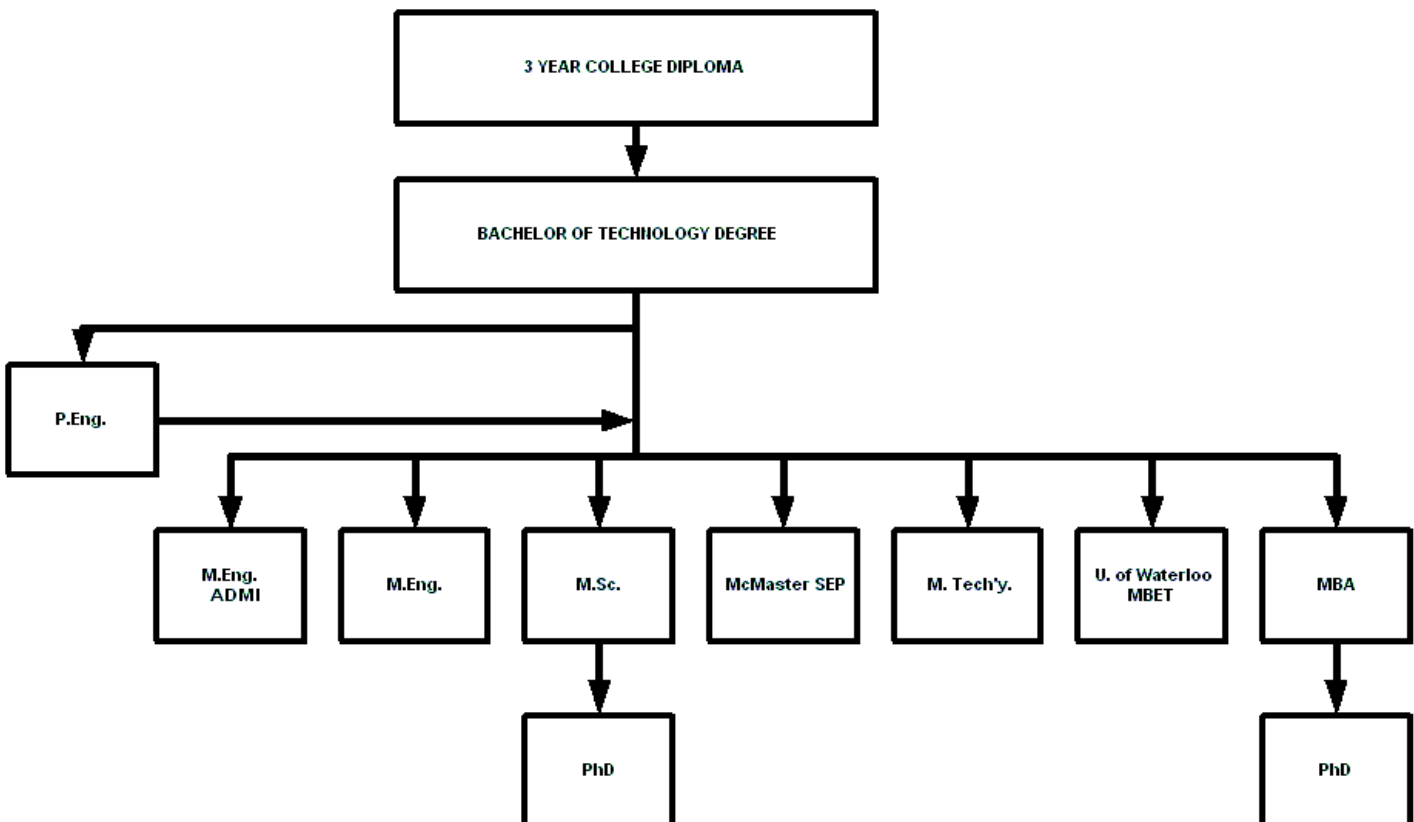 3 YEAR COLLEGE DIPLOMA
BACHELOR OF TECHNOLOGY DEGREE
P.Eng.
M.Eng.
ADMI
M.Eng.
M.Sc.
McMaster SEP
M. Tech'y.
U. of Waterloo
MBET
MBA
PhD
PhD